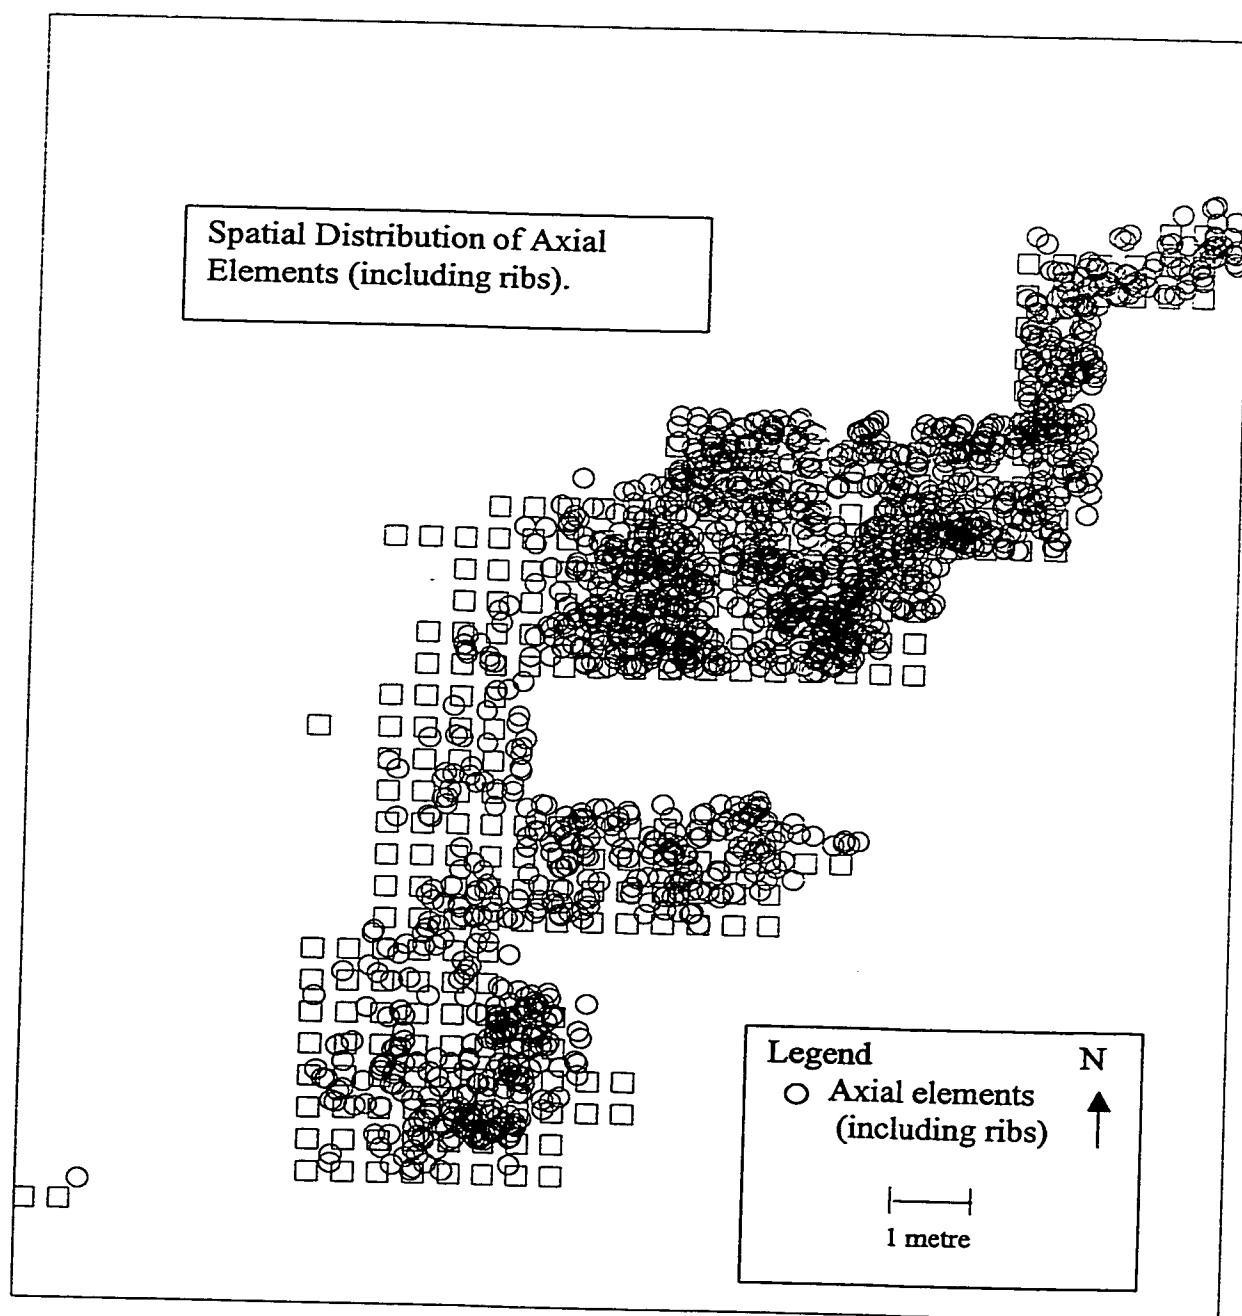 Spatial Distribution of Axial
Elements (including ribs).
Legend
N
Axial elements
(including ribs)
1 metre